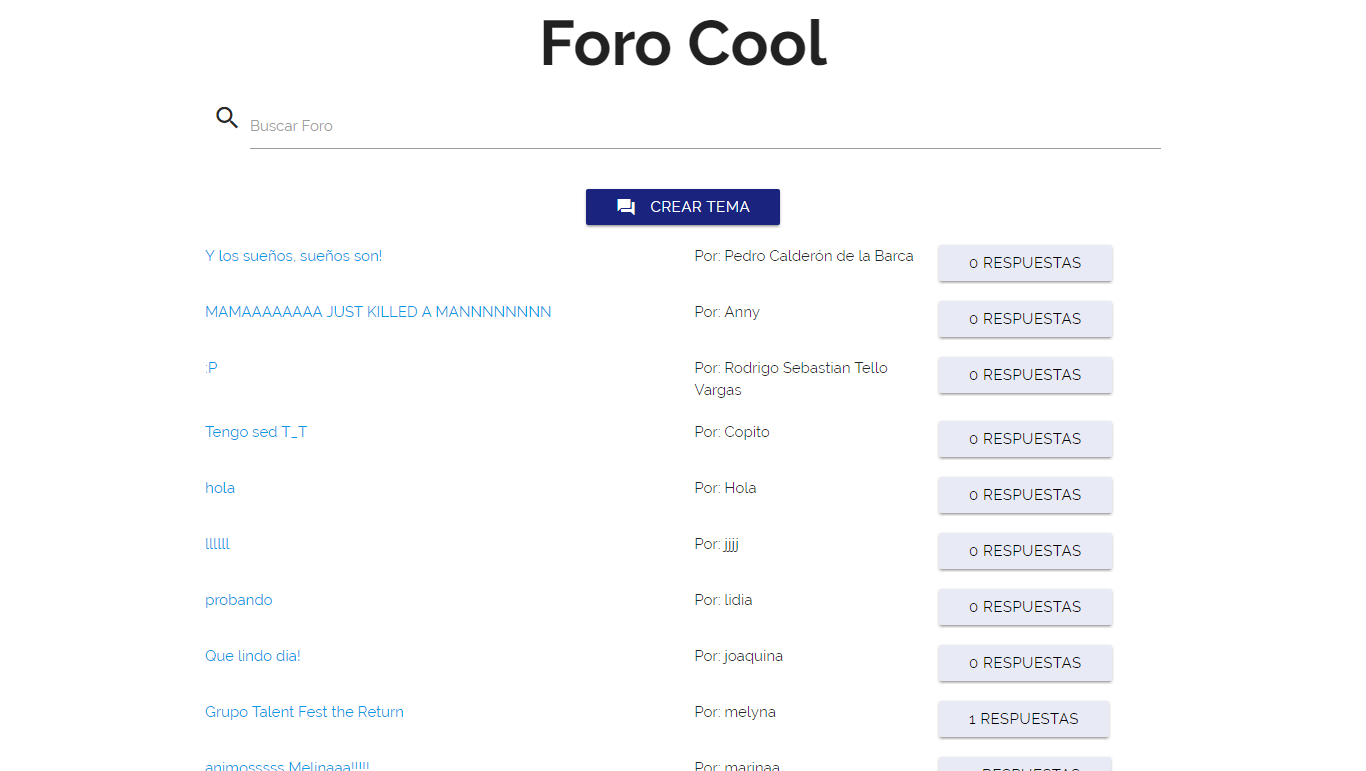 Foro Cool
Buscar Foro
CREAR TEMA
Y los sueños, sueños son! Por: Pedro Calderón de la Barca 0 RESPUESTAS
MAMAAAAAAAA JUST KILLED A MANNNNNNNN Por: Anny 0 RESPUESTAS
:P Por: Rodrigo Sebastian Tello 0 RESPUESTAS
Vargas
Tengo sed T_T Por: Copito 0 RESPUESTAS
hola Por: Hola 0 RESPUESTAS
llllll Por: jjjj 0 RESPUESTAS
probando Por: lidia 0 RESPUESTAS
Que lindo dia! Por: joaquina 0 RESPUESTAS
Grupo Talent Fest the Return Por: melyna 1 RESPUESTAS
animosssss Melinaaa!!!!! Por: marinaa RESPUESTAS